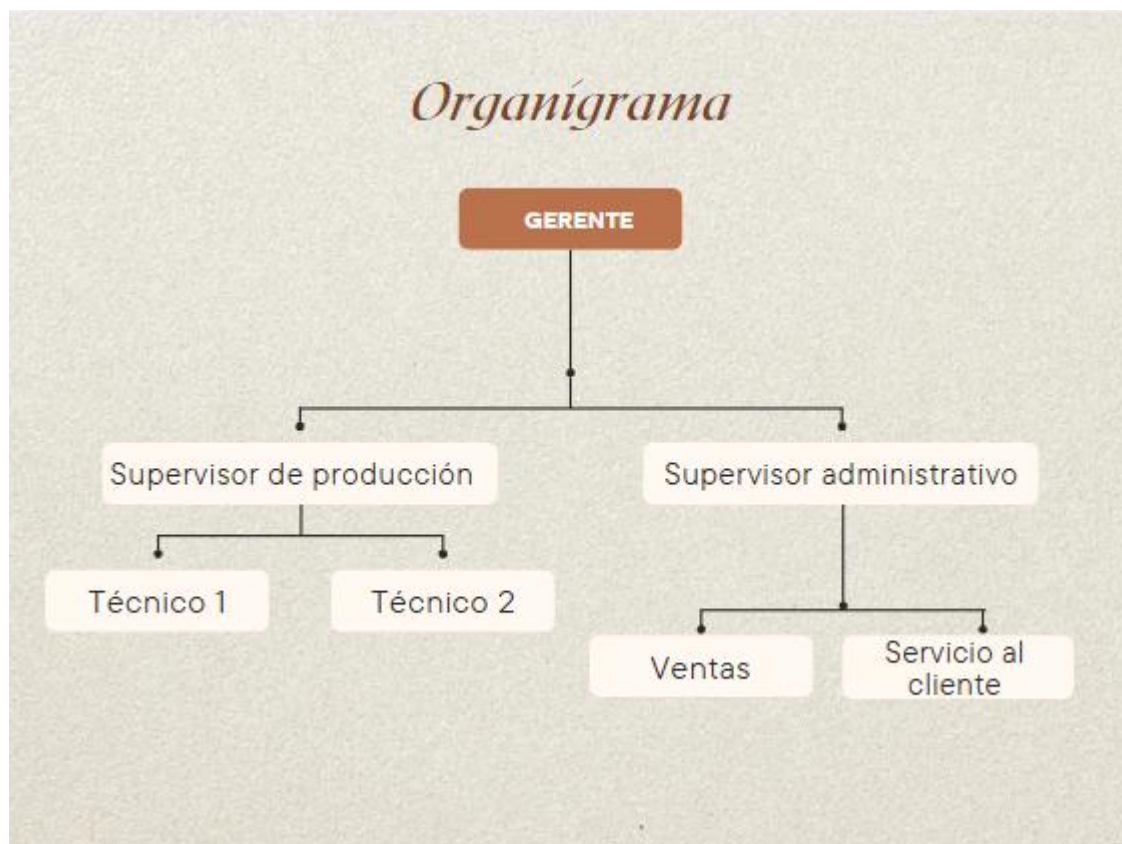 Organigrama
GERENTE
Supervisor de producción
Supervisor administrativo
Técnico 1
Técnico 2
Ventas
Servicio al
cliente